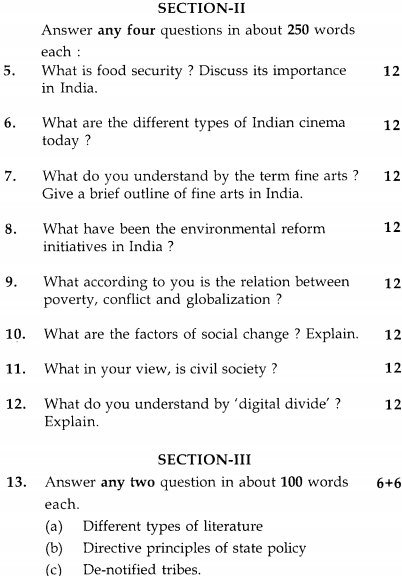 SECTION-II
Answer any four questions in about 250 words
each :
5. What is food security ? Discuss its importance 12
in India.
6. What are the different types of Indian cinema 12
today ?
7. What do you understand by the term fine arts ? 12
Give a brief outline of fine arts in India.
8. What have been the environmental reform 12
initiatives in India ?
9. What according to you is the relation between 12
poverty, conflict and globalization ?
10. What are the factors of social change ? Explain. 12
11. What in your view, is civil society ? 12
12. What do you understand by 'digital divide' ? 12
Explain.
SECTION-III
13. Answer any two question in about 100 words 6+6
each.
(a) Different types of literature
(b) Directive principles of state policy
(c) De-notified tribes.